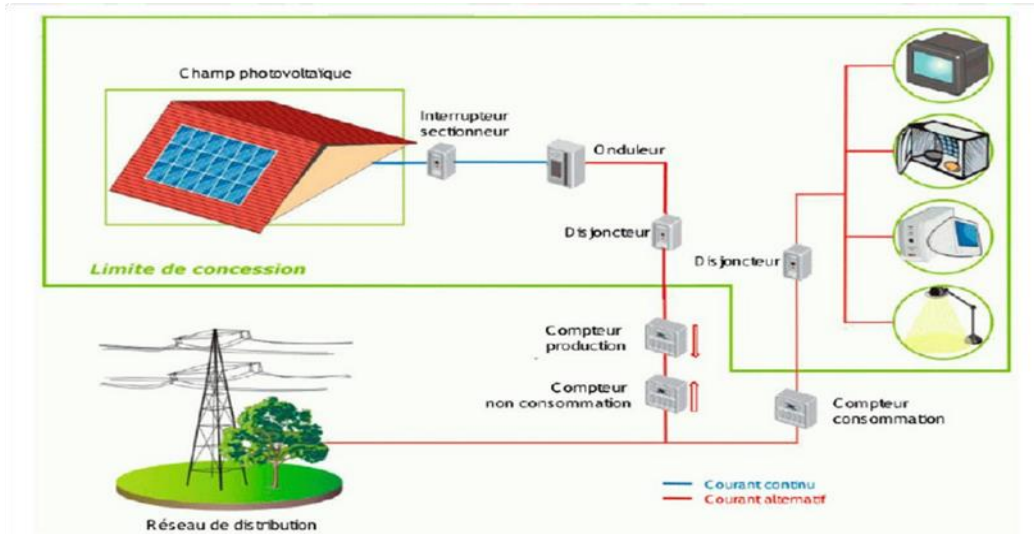 Champ photovoltaïque
Interrupteur
sectionneur
Onduleur
Disjoncteur
Disjoncteur
Limite de concession
Compteur
production
Compteur
non consommation
Compteur
consommation
Courant continu
Courant alternatif
Réseau de distribution